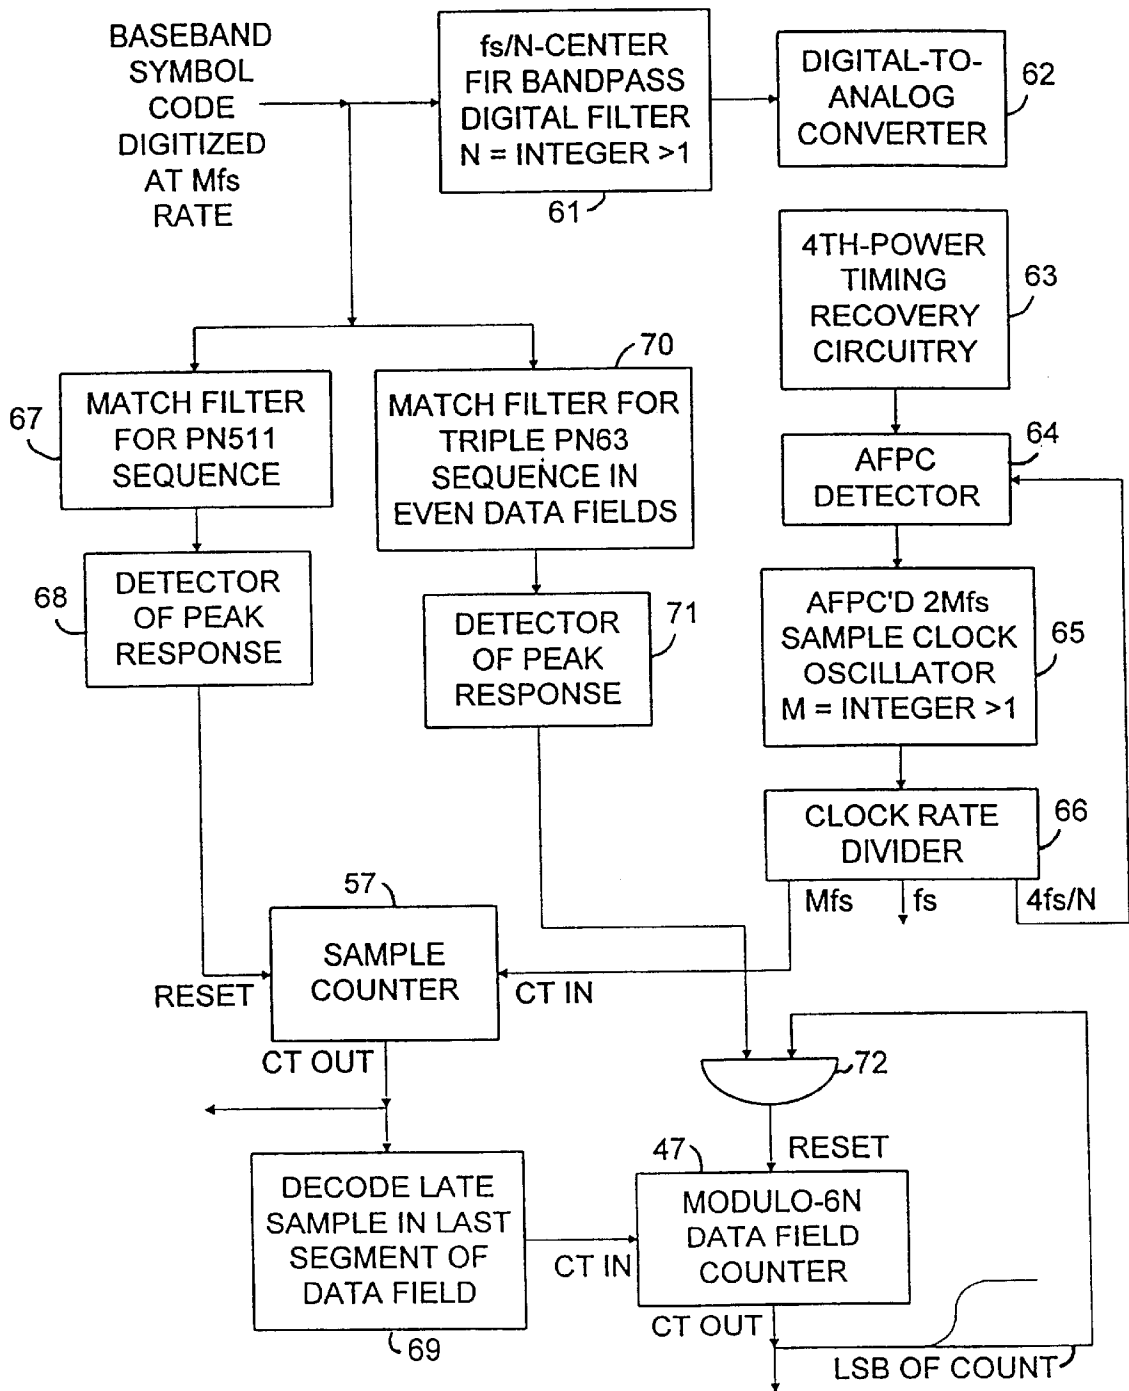 BASEBAND
SYMBOL
CODE
DIGITIZED
AT Mfs
RATE
fs/N-CENTER
FIR BANDPASS
DIGITAL FILTER
N = INTEGER >1
61
DIGITAL-TO-
ANALOG
CONVERTER
62
4TH-POWER
TIMING
RECOVERY
CIRCUITRY
63
67
MATCH FILTER
FOR PN511
SEQUENCE
70
MATCH FILTER FOR
TRIPLE PN63
SEQUENCE IN
EVEN DATA FIELDS
64
AFPC
DETECTOR
68
DETECTOR
OF PEAK
RESPONSE
71
DETECTOR
OF PEAK
RESPONSE
AFPC'D 2Mfs
SAMPLE CLOCK
OSCILLATOR
M = INTEGER >1
65
CLOCK RATE
DIVIDER
66
Mfs
fs
4fs/N
57
SAMPLE
COUNTER
RESET
CT IN
CT OUT
72
RESET
DECODE LATE
SAMPLE IN LAST
SEGMENT OF
DATA FIELD
69
CT IN
47
MODULO-6N
DATA FIELD
COUNTER
CT OUT
LSB OF COUNT